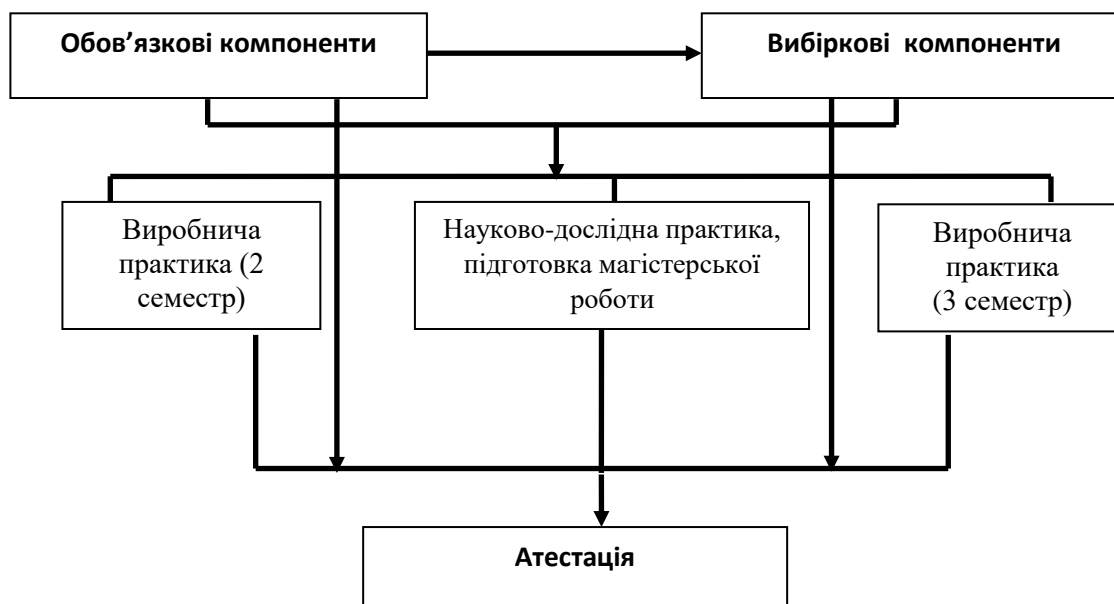 Обов’язкові компоненти
Вибіркові компоненти
Виробнича
практика (2
семестр)
Науково-дослідна практика,
підготовка магістерської
роботи
Виробнича
практика
(3 семестр)
Атестація